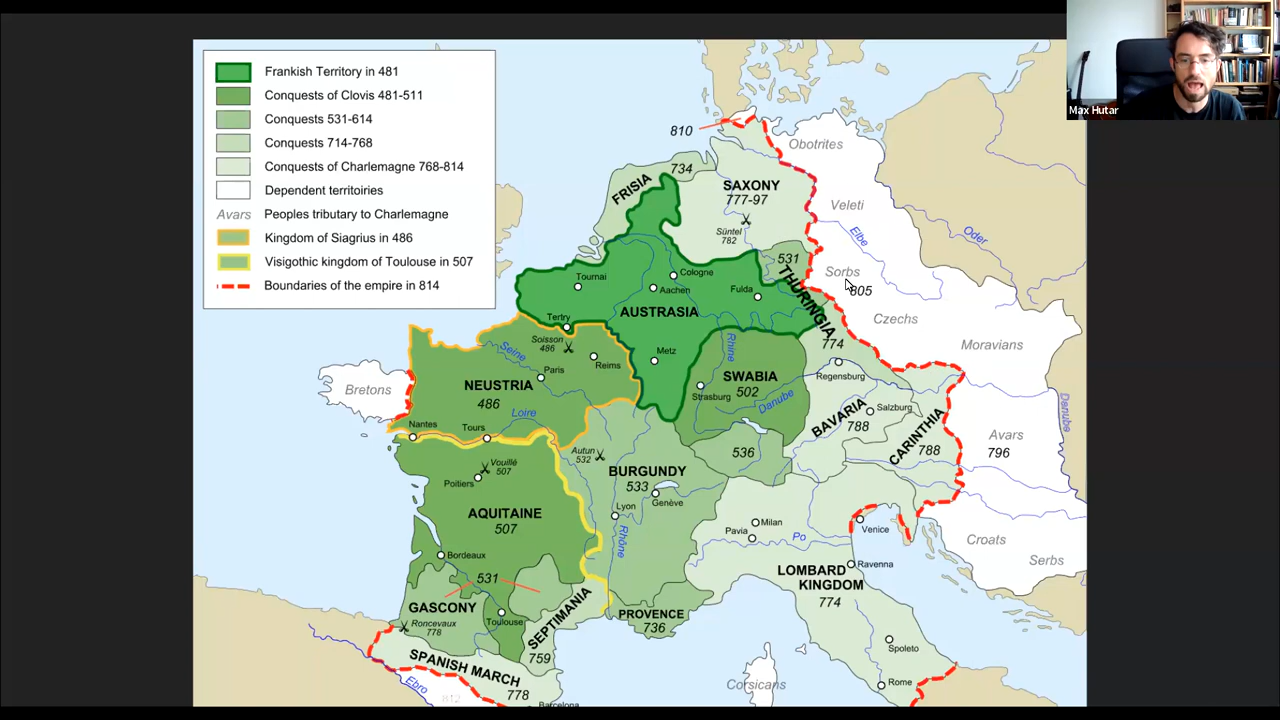 Max Hutar
Frankish Territory in 481
Conquests of Clovis 481-511
Conquests 531-614
Conquests 714-768
Conquests of Charlemagne 768-814
Dependent territories
Avars Peoples tributary to Charlemagne
Kingdom of Siagrius in 486
Visigothic kingdom of Toulouse in 507
Boundaries of the empire in 814
810
Obotrites
734
FRISIA
SAXONY
777-97
Veleti
Süntel
782
Elbe
Oder
531
Sorbs
805
THURINGIA
Tournai
Cologne
Aachen
Fulda
AUSTRASIA
Czechs
Tertry
Soisson
486
Seine
Reims
Metz
Rhine
774
Moravians
Paris
Regensburg
Bretons
NEUSTRIA
486
SWABIA
502
Strasburg
Danube
Danube
Loire
BAVARIA
788
Salzburg
CARINTHIA
788
Nantes
Tours
Avars
796
Autun
532
536
Vouillé
507
Poitiers
BURGUNDY
533
Genève
AQUITAINE
507
Lyon
Rhône
Milan
Pavia
Po
Venice
Croats
Serbs
Bordeaux
Ravenna
LOMBARD
KINGDOM
774
531
GASCONY
Roncevaux
778
Toulouse
SEPTIMANIA
759
PROVENCE
736
Spoleto
SPANISH MARCH
778
Ebro
812
Corsicans
Rome
Barcelona